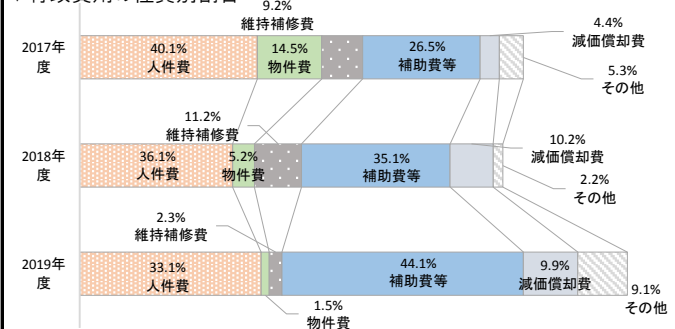 9.2%
維持補修費
4.4%
減価償却費
2017年
度
40.1%
人件費
14.5%
物件費
26.5%
補助費等
5.3%
その他
11.2%
維持補修費
10.2%
減価償却費
2018年
度
36.1%
人件費
5.2%
物件費
35.1%
補助費等
2.2%
その他
2.3%
維持補修費
2019年
度
33.1%
人件費
44.1%
補助費等
9.9%
減価償却費
9.1%
その他
1.5%
物件費